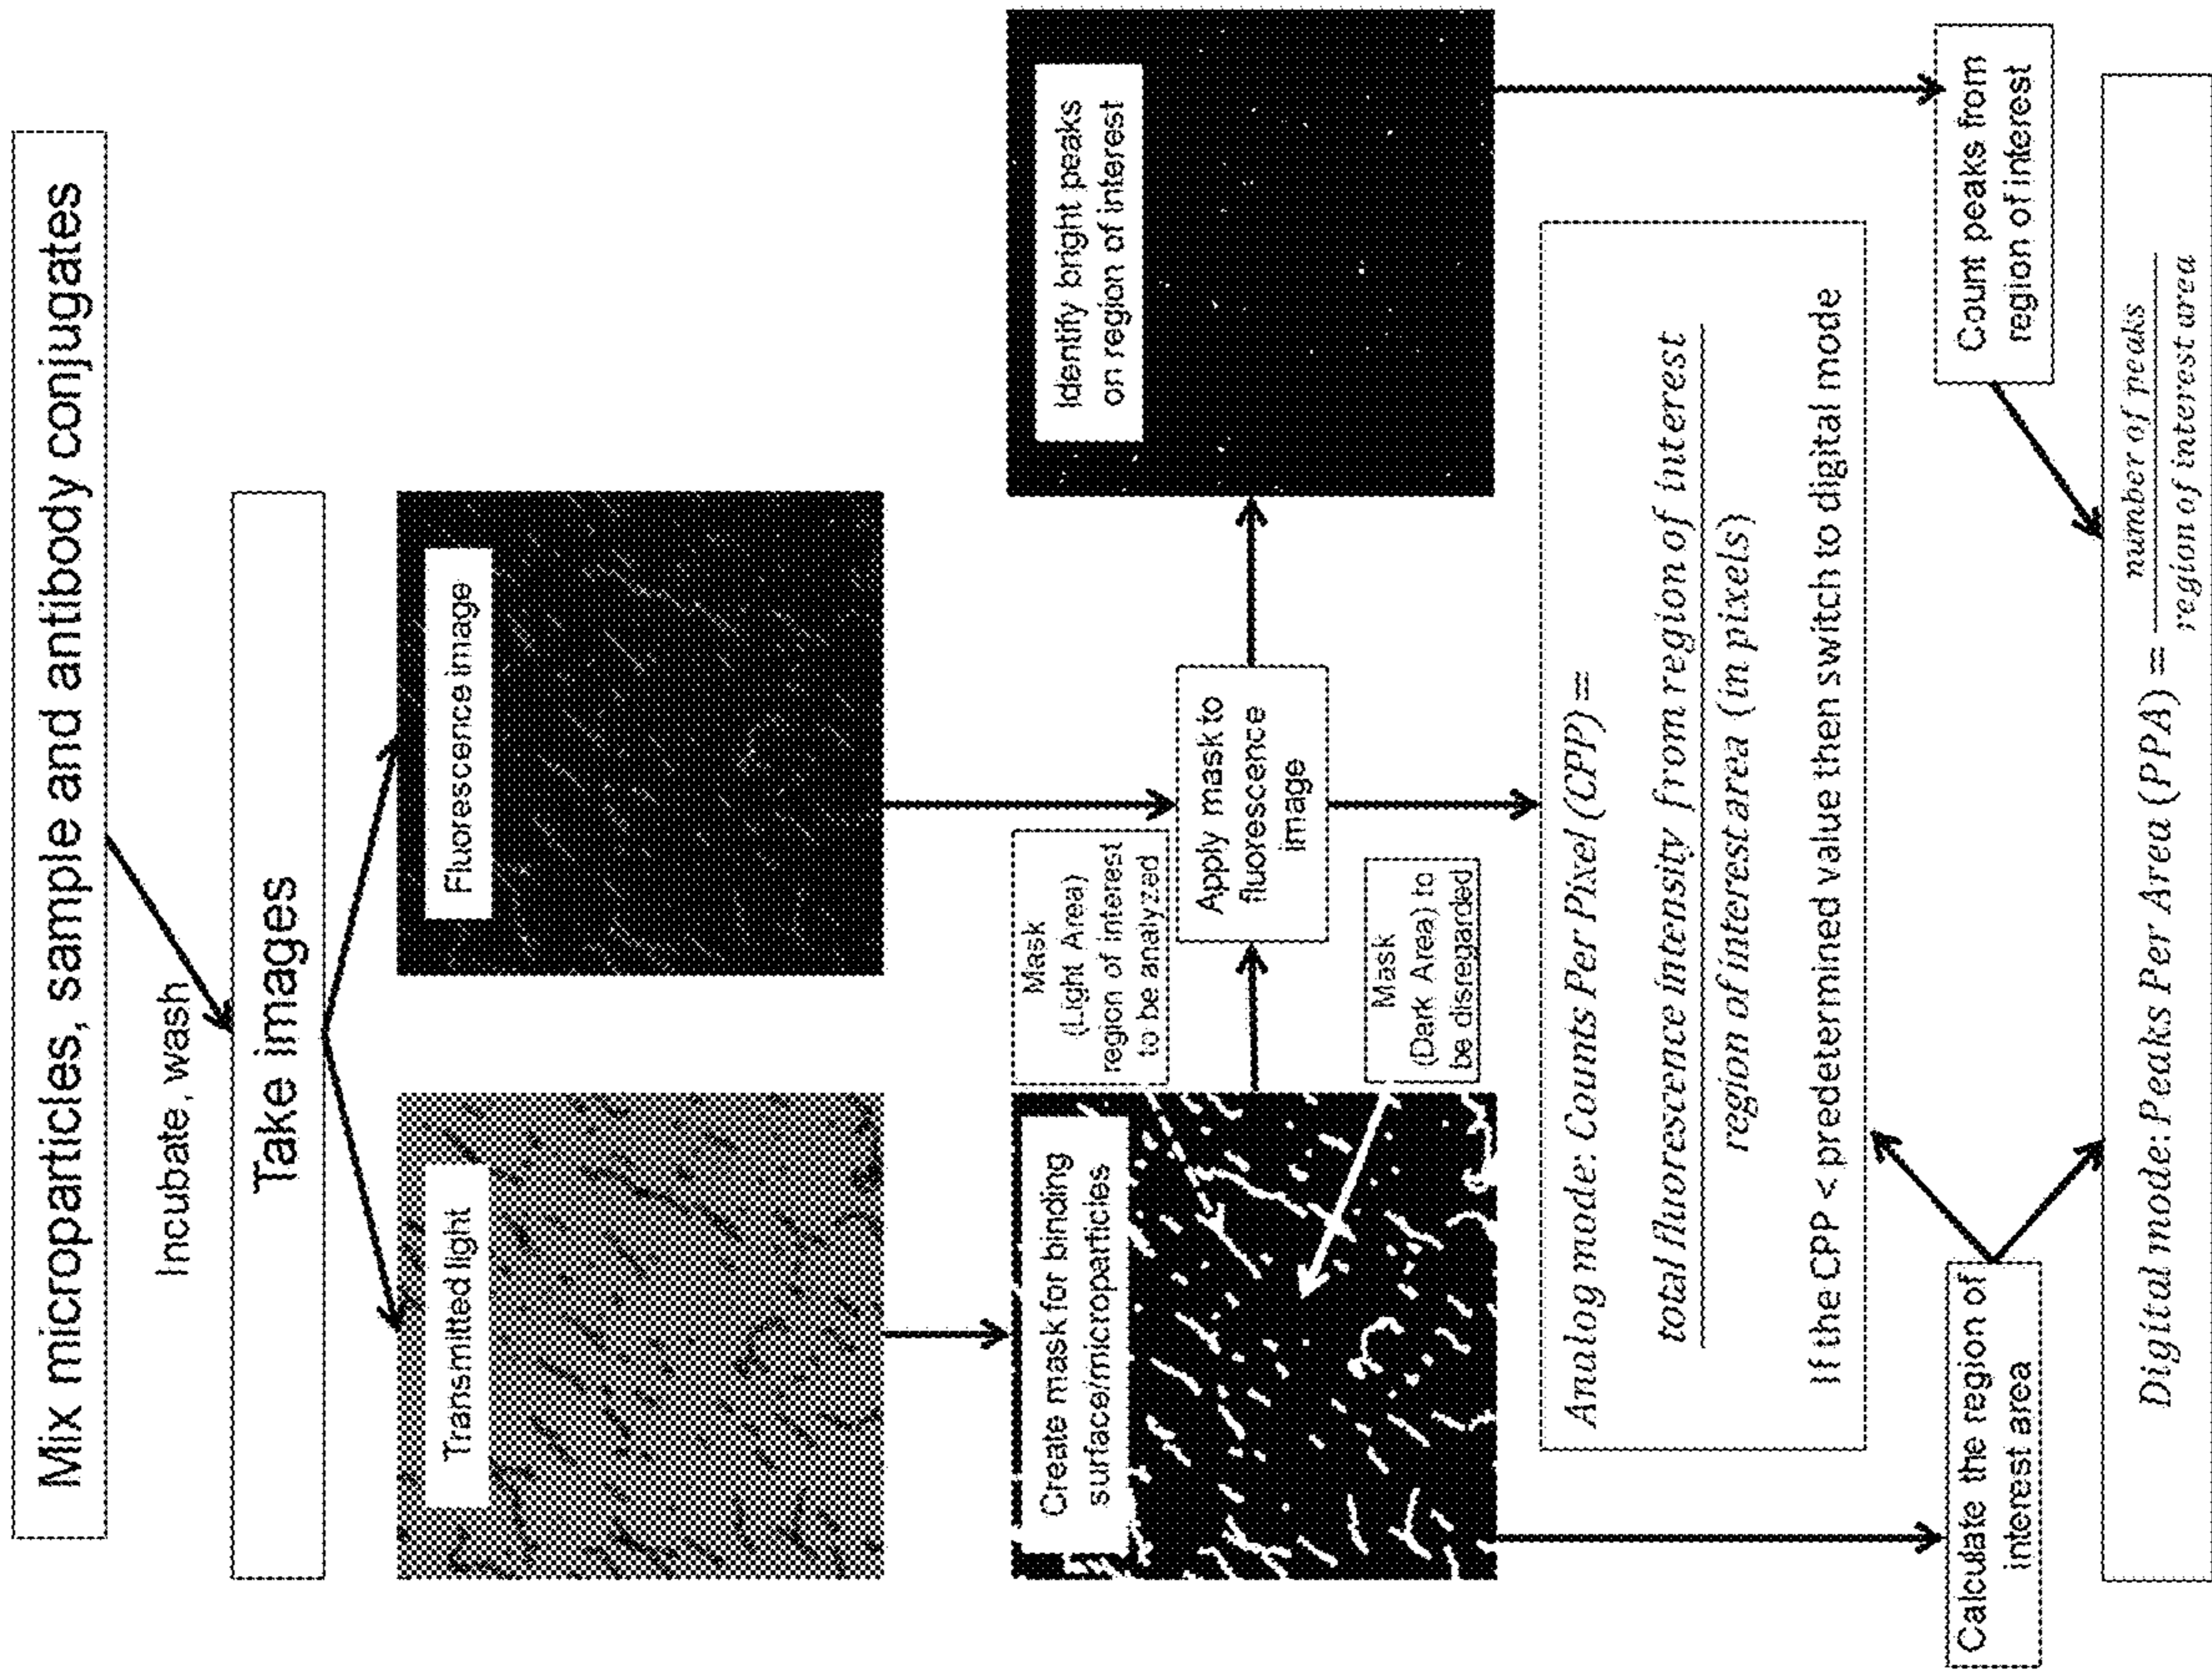 Mix microparticles, sample and antibody conjugates
Incubate, wash
Take images
Transmitted light
Fluorescence image
Create mask for binding
surface/microparticles
Mask
(Light Area)
region of interest
to be analyzed
Apply mask to
fluorescence
image
Mask
(Dark Area) to
be disregarded
Identify bright peaks
on region of interest
Analog mode: Counts Per Pixel (CPP) =
total fluorescence intensity from region of interest
region of interest area (in pixels)
If the CPP < predetermined value then switch to digital mode
Calculate the region of
interest area
Count peaks from
region of interest
Digital mode: Peaks Per Area (PPA) =
number of peaks
region of interest area